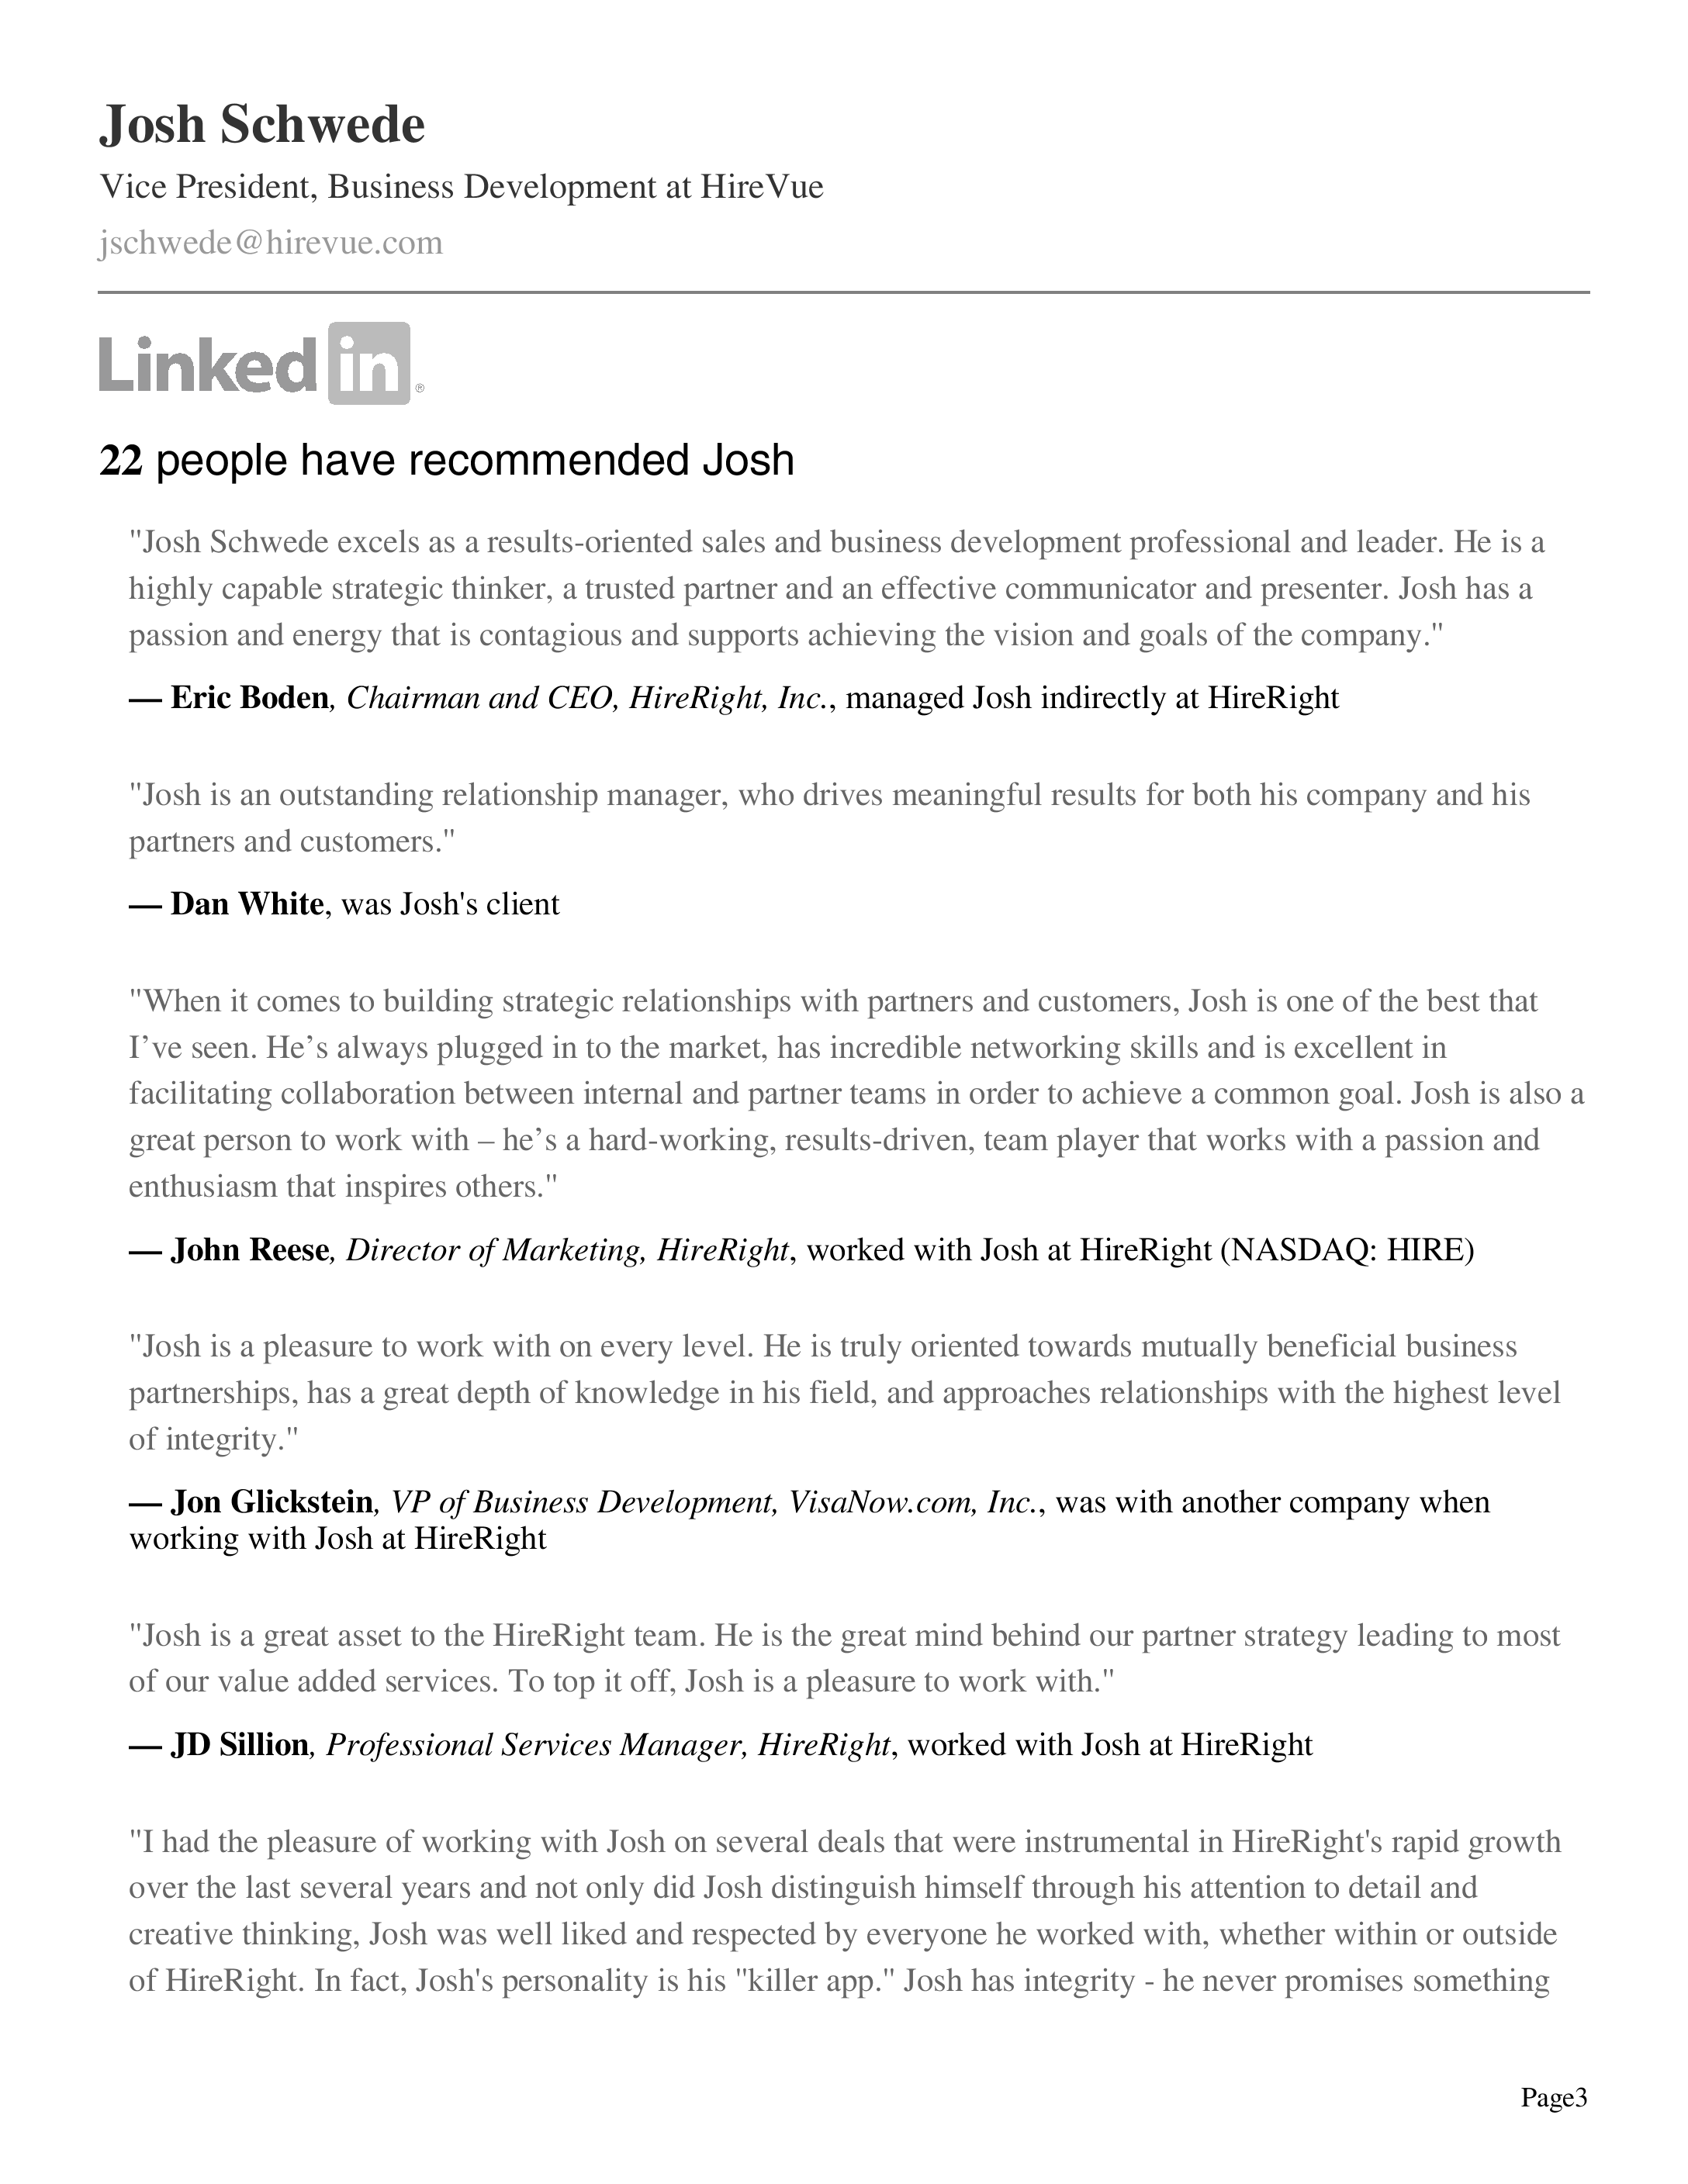 Josh Schwede
Vice President, Business Development at HireVue
jschwede@hirevue.com
Linked in ®
22 people have recommended Josh
"Josh Schwede excels as a results-oriented sales and business development professional and leader. He is a
highly capable strategic thinker, a trusted partner and an effective communicator and presenter. Josh has a
passion and energy that is contagious and supports achieving the vision and goals of the company."
— Eric Boden, Chairman and CEO, HireRight, Inc., managed Josh indirectly at HireRight
"Josh is an outstanding relationship manager, who drives meaningful results for both his company and his
partners and customers."
— Dan White, was Josh's client
"When it comes to building strategic relationships with partners and customers, Josh is one of the best that
I’ve seen. He’s always plugged in to the market, has incredible networking skills and is excellent in
facilitating collaboration between internal and partner teams in order to achieve a common goal. Josh is also a
great person to work with – he’s a hard-working, results-driven, team player that works with a passion and
enthusiasm that inspires others."
— John Reese, Director of Marketing, HireRight, worked with Josh at HireRight (NASDAQ: HIRE)
"Josh is a pleasure to work with on every level. He is truly oriented towards mutually beneficial business
partnerships, has a great depth of knowledge in his field, and approaches relationships with the highest level
of integrity."
— Jon Glickstein, VP of Business Development, VisaNow.com, Inc., was with another company when
working with Josh at HireRight
"Josh is a great asset to the HireRight team. He is the great mind behind our partner strategy leading to most
of our value added services. To top it off, Josh is a pleasure to work with."
— JD Sillion, Professional Services Manager, HireRight, worked with Josh at HireRight
"I had the pleasure of working with Josh on several deals that were instrumental in HireRight's rapid growth
over the last several years and not only did Josh distinguish himself through his attention to detail and
creative thinking, Josh was well liked and respected by everyone he worked with, whether within or outside
of HireRight. In fact, Josh's personality is his "killer app." Josh has integrity - he never promises something
Page3